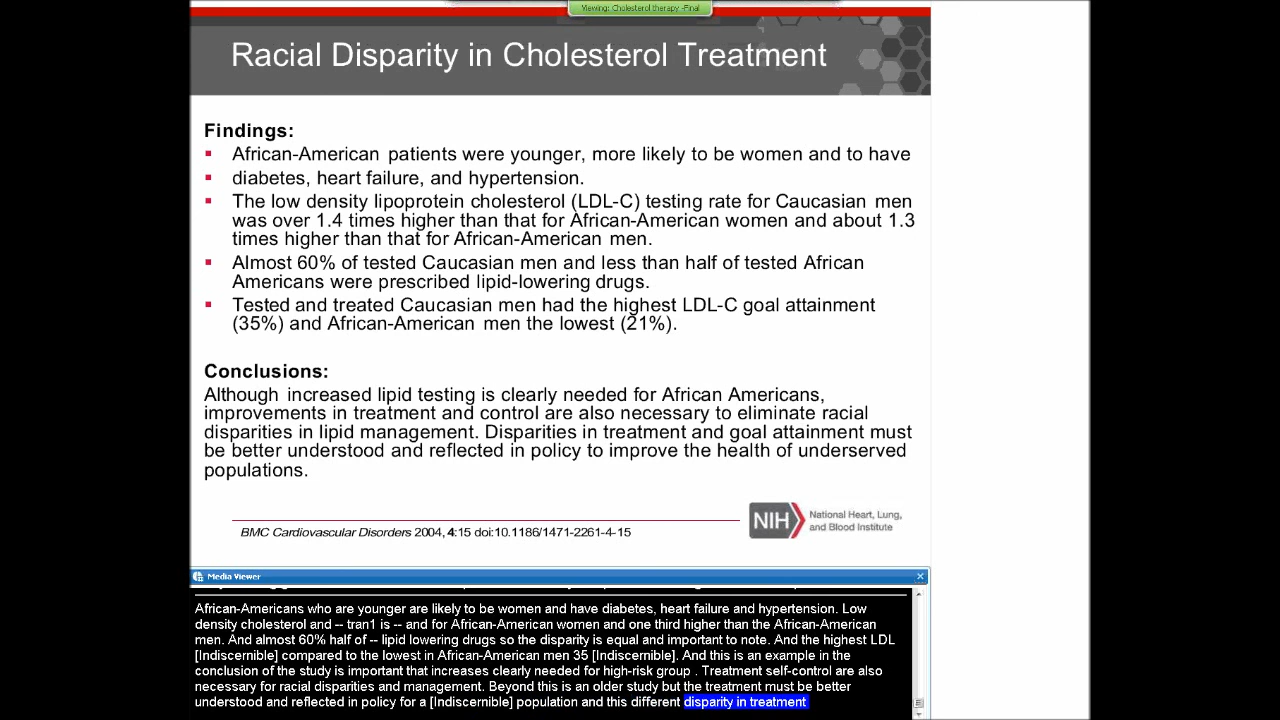 Viewing: Cholesterol therapy -Final
Racial Disparity in Cholesterol Treatment
Findings:
▪ African-American patients were younger, more likely to be women and to have
▪ diabetes, heart failure, and hypertension.
▪ The low density lipoprotein cholesterol (LDL-C) testing rate for Caucasian men
was over 1.4 times higher than that for African-American women and about 1.3
times higher than that for African-American men.
▪ Almost 60% of tested Caucasian men and less than half of tested African
Americans were prescribed lipid-lowering drugs.
▪ Tested and treated Caucasian men had the highest LDL-C goal attainment
(35%) and African-American men the lowest (21%).
Conclusions:
Although increased lipid testing is clearly needed for African Americans,
improvements in treatment and control are also necessary to eliminate racial
disparities in lipid management. Disparities in treatment and goal attainment must
be better understood and reflected in policy to improve the health of underserved
populations.
BMC Cardiovascular Disorders 2004, 4:15 doi:10.1186/1471-2261-4-15
NIH National Heart, Lung,
and Blood Institute
Media Viewer
African-Americans who are younger are likely to be women and have diabetes, heart failure and hypertension. Low
density cholesterol and -- tran1 is -- and for African-American women and one third higher than the African-American
men. And almost 60% half of -- lipid lowering drugs so the disparity is equal and important to note. And the highest LDL
[Indiscernible] compared to the lowest in African-American men 35 [Indiscernible]. And this is an example in the
conclusion of the study is important that increases clearly needed for high-risk group . Treatment self-control are also
necessary for racial disparities and management. Beyond this is an older study but the treatment must be better
understood and reflected in policy for a [Indiscernible] population and this different disparity in treatment